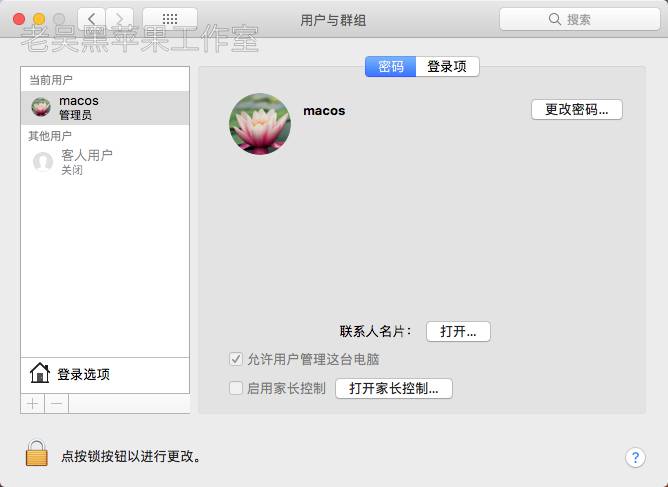 用户与群组
搜索
老吴黑苹果工作室
密码
登录项
当前用户
macos
管理员
其他用户
客人用户
关闭
macos
更改密码...
联系人名片：
打开...
允许用户管理这台电脑
启用家长控制
打开家长控制...
登录选项
点按锁按钮以进行更改。
?